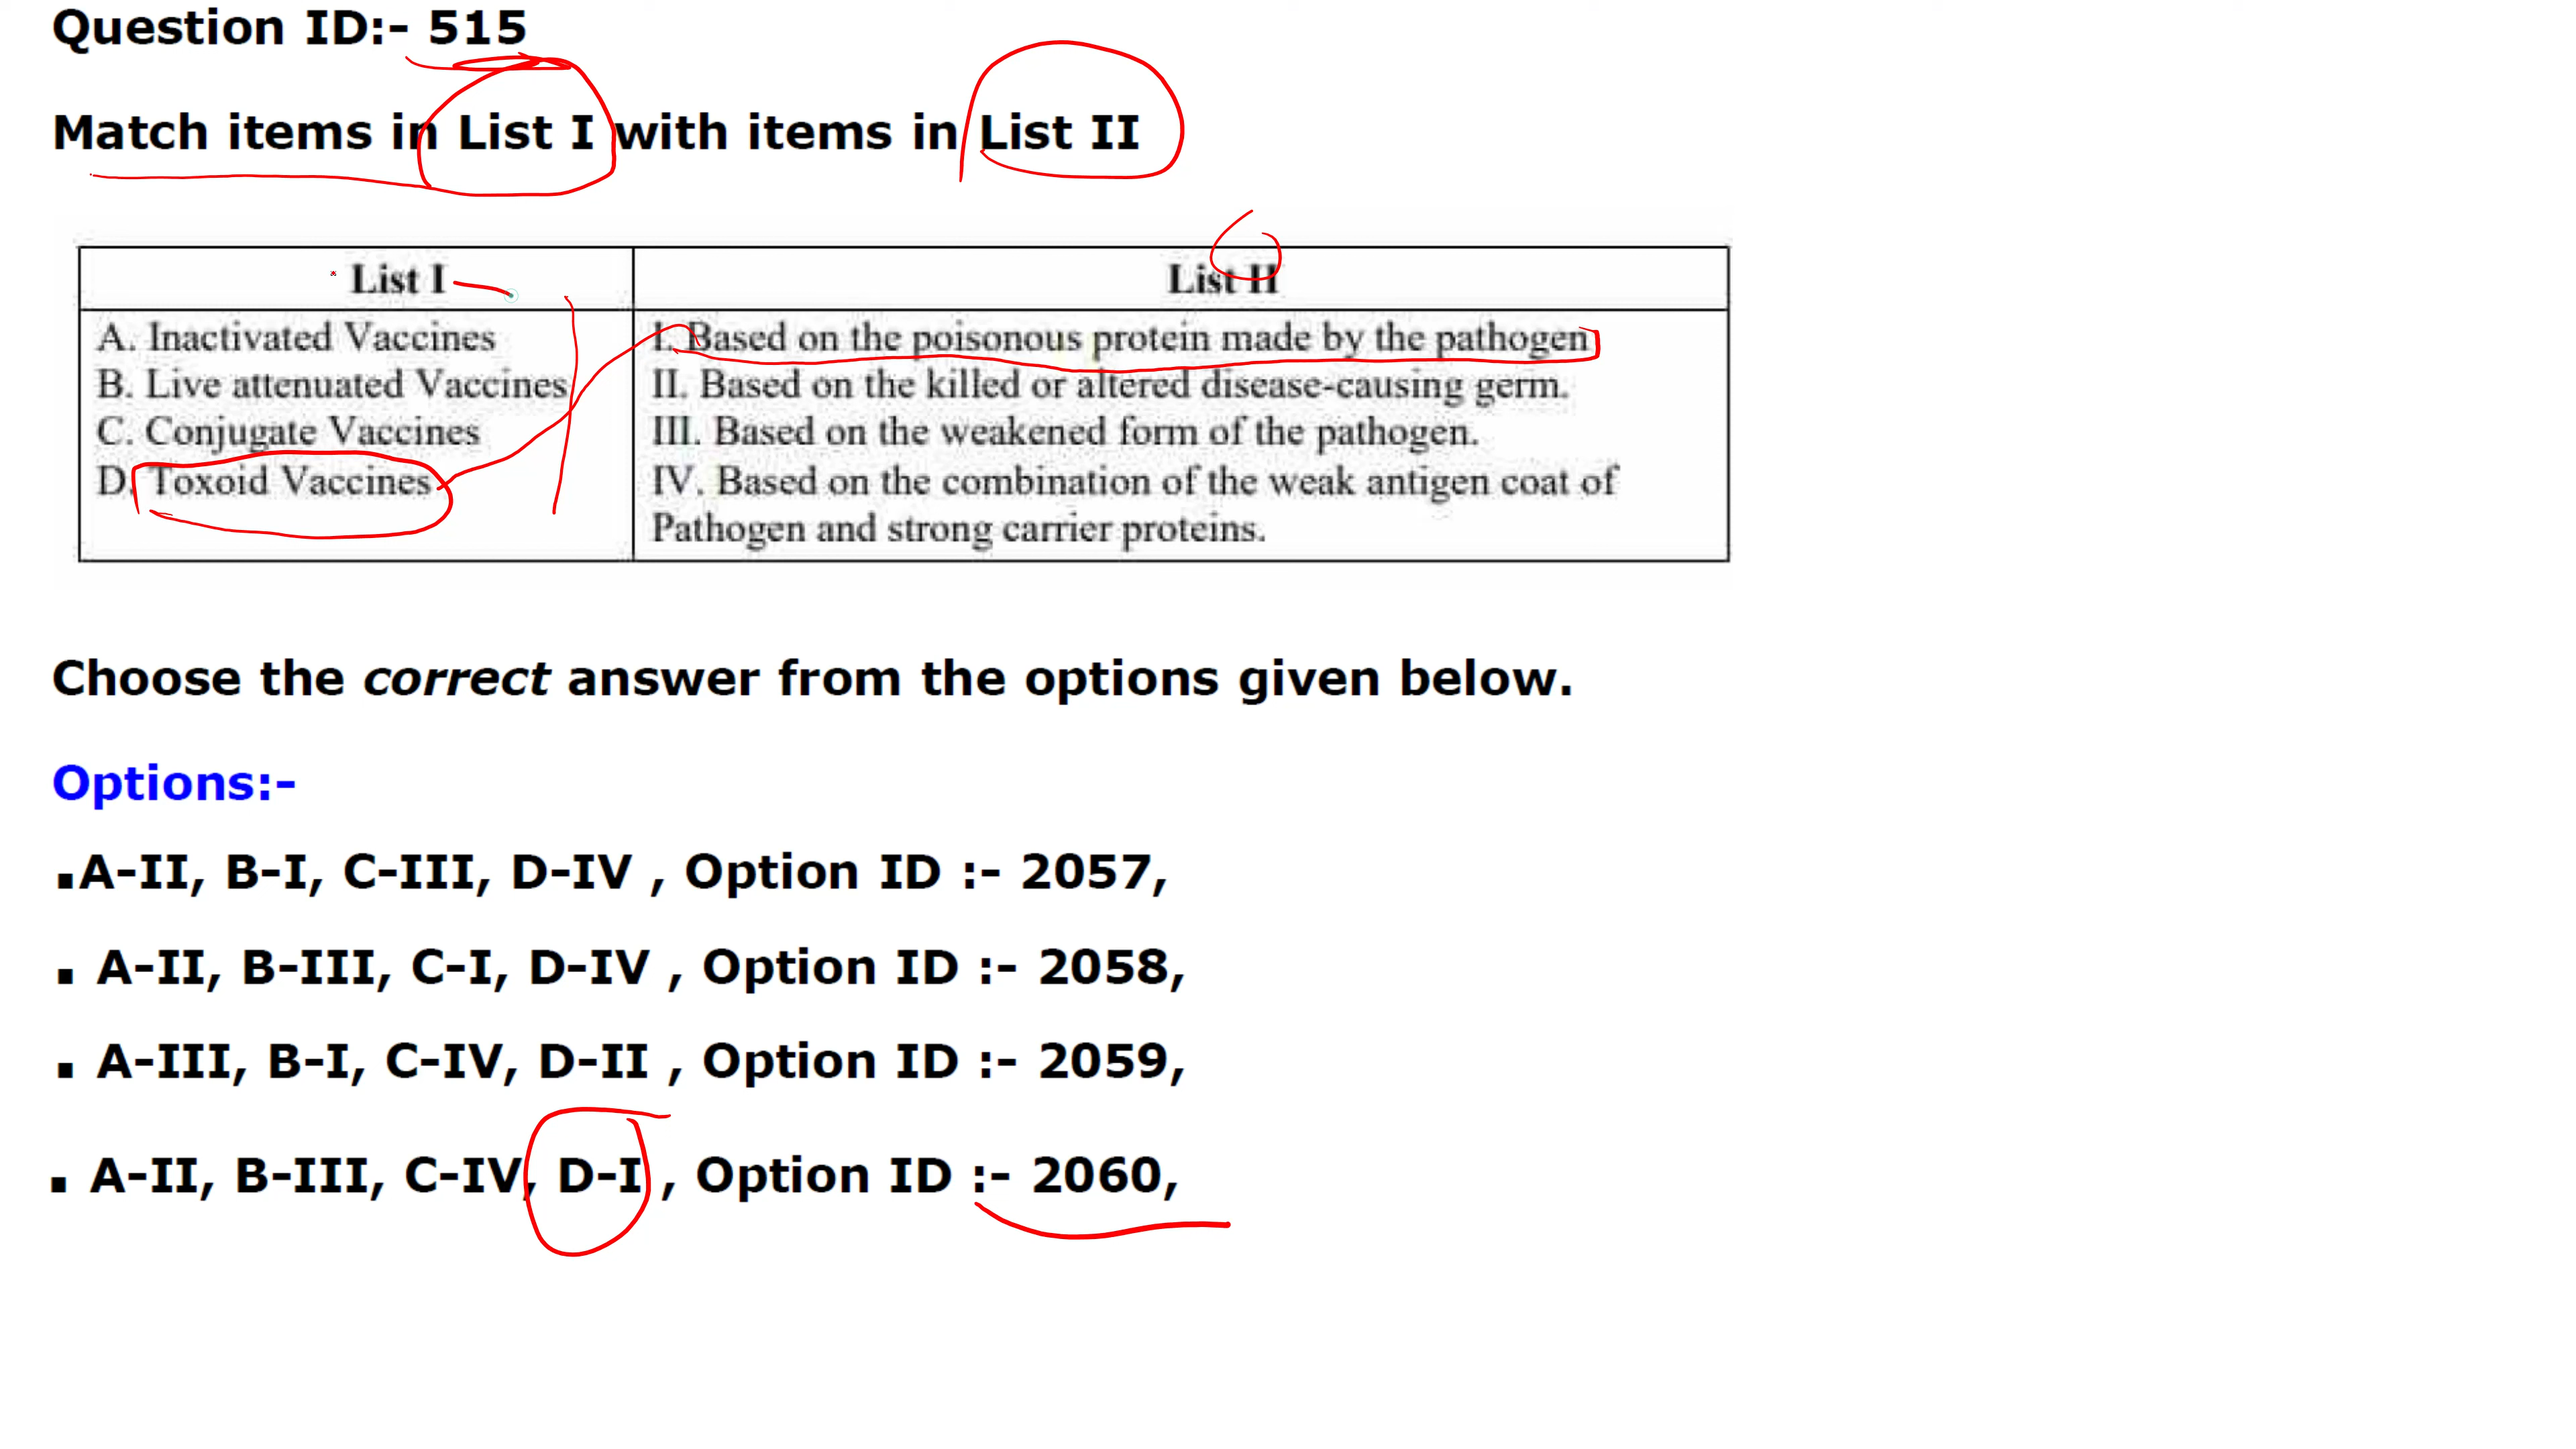 Question ID:- 515
Match items in List I with items in List II
List I
List II
A. Inactivated Vaccines
B. Live attenuated Vaccines
C. Conjugate Vaccines
D. Toxoid Vaccines
I. Based on the poisonous protein made by the pathogen
II. Based on the killed or altered disease-causing germ.
III. Based on the weakened form of the pathogen.
IV. Based on the combination of the weak antigen coat of
Pathogen and strong carrier proteins.
Choose the correct answer from the options given below.
Options:-
▪A-II, B-I, C-III, D-IV , Option ID :- 2057,
▪ A-II, B-III, C-I, D-IV , Option ID :- 2058,
▪ A-III, B-I, C-IV, D-II , Option ID :- 2059,
▪ A-II, B-III, C-IV, D-I , Option ID :- 2060,